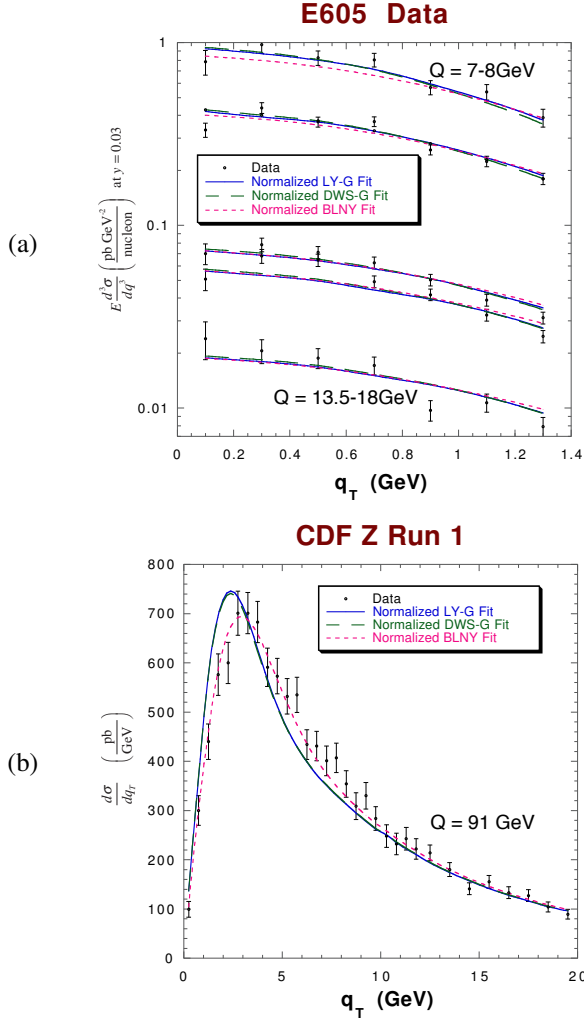 E605 Data
1
Q = 7-8GeV
Data
Normalized LY-G Fit
Normalized DWS-G Fit
Normalized BLNY Fit
0.1
(a)
E d³σ/dq³ (pb GeV⁻²/nucleon) at y = 0.03
0.01
Q = 13.5-18GeV
0 0.2 0.4 0.6 0.8 1 1.2 1.4
q_T (GeV)
CDF Z Run 1
800
700
600
500
400
300
200
100
0
Data
Normalized LY-G Fit
Normalized DWS-G Fit
Normalized BLNY Fit
(b)
dσ/dq_T (pb/GeV)
Q = 91 GeV
0 5 10 15 20
q_T (GeV)